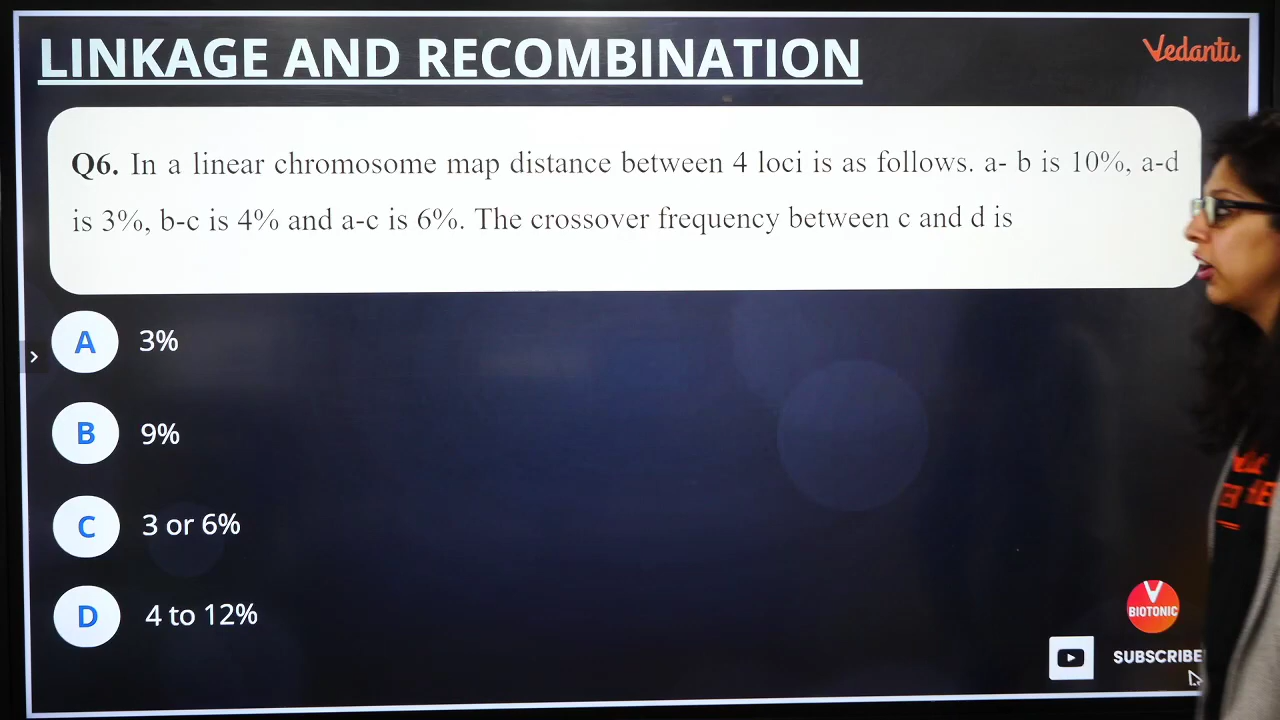 LINKAGE AND RECOMBINATION
Vedantu
Q6. In a linear chromosome map distance between 4 loci is as follows. a- b is 10%, a-d
is 3%, b-c is 4% and a-c is 6%. The crossover frequency between c and d is
A 3%
B 9%
C 3 or 6%
D 4 to 12%
V
BIOTONIC
SUBSCRIBE